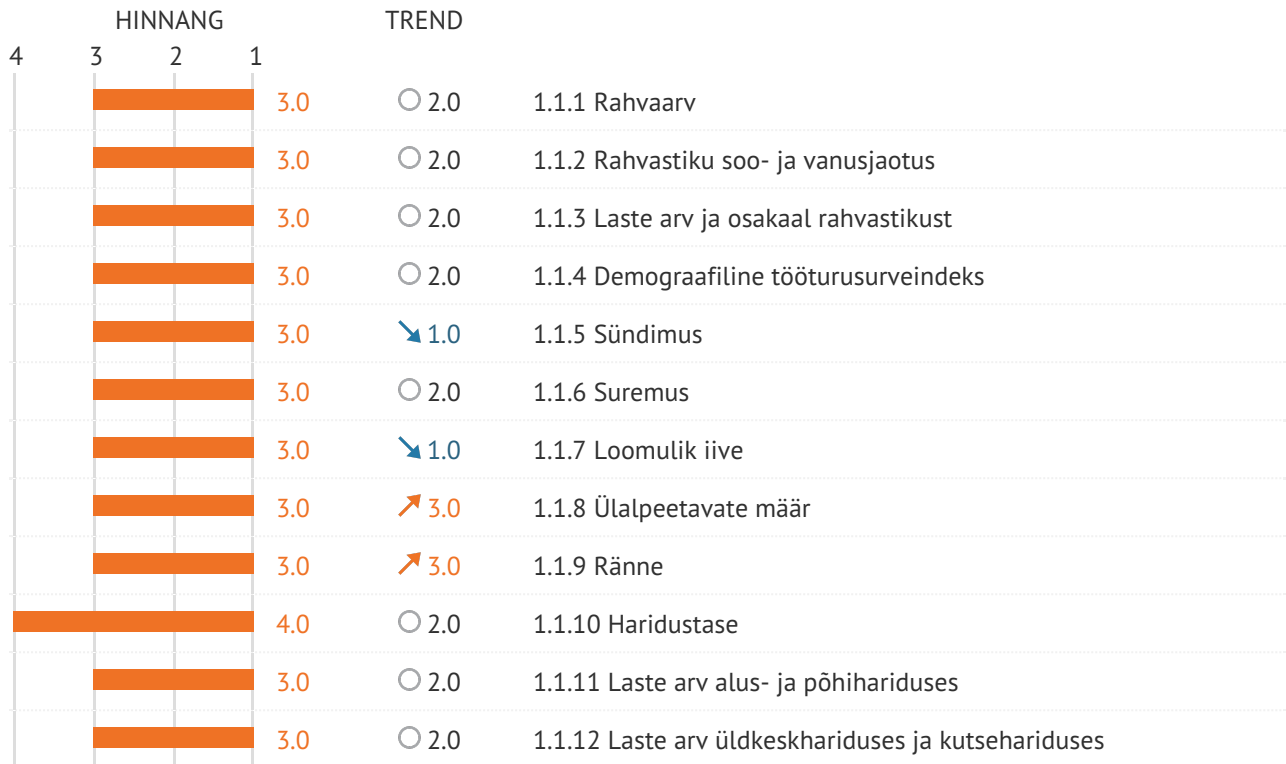 HINNANG TREND
4 3 2 1
3.0 2.0 1.1.1 Rahvaarv
3.0 2.0 1.1.2 Rahvastiku soo- ja vanusjaotus
3.0 2.0 1.1.3 Laste arv ja osakaal rahvastikust
3.0 2.0 1.1.4 Demograafiline tööturusurveindeks
3.0 1.0 1.1.5 Sündimus
3.0 2.0 1.1.6 Suremus
3.0 1.0 1.1.7 Loomulik iive
3.0 3.0 1.1.8 Ülalpeetavate määr
3.0 3.0 1.1.9 Ränne
4.0 2.0 1.1.10 Haridustase
3.0 2.0 1.1.11 Laste arv alus- ja põhihariduses
3.0 2.0 1.1.12 Laste arv üldkeskhariduses ja kutsehariduses